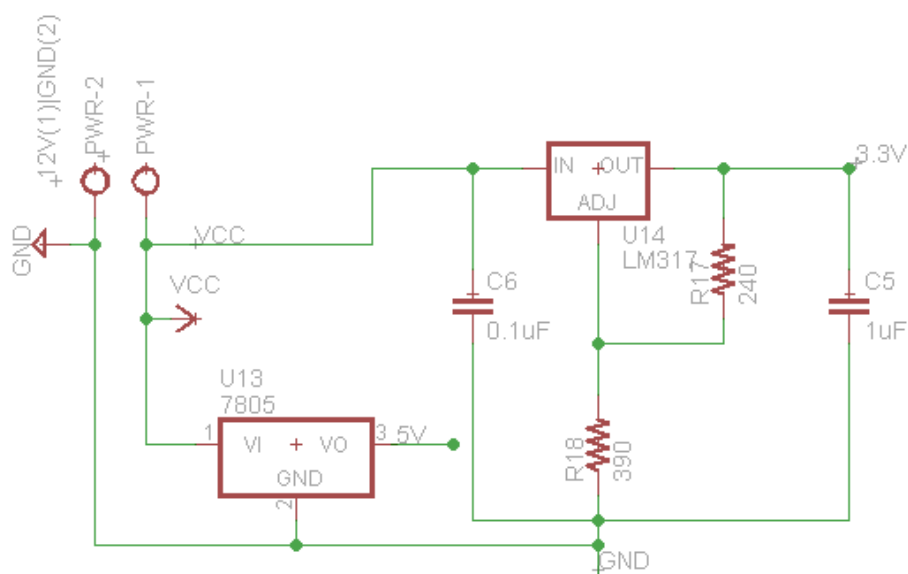 +12V(1)|GND(2)
PWR-2
PWR-1
GND
VCC
VCC
U13
7805
1
VI
VO
3
5V
GND
2
C6
0.1uF
IN
OUT
ADJ
U14
LM317
R17
240
3.3V
C5
1uF
R18
390
GND